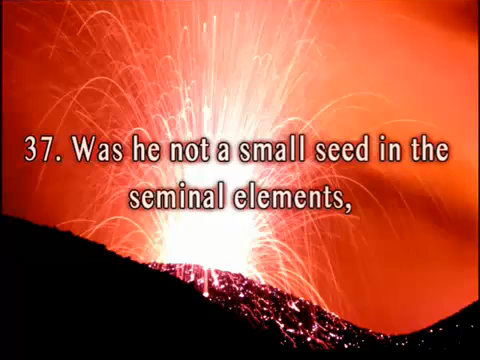 37. Was he not a small seed in the
seminal elements,